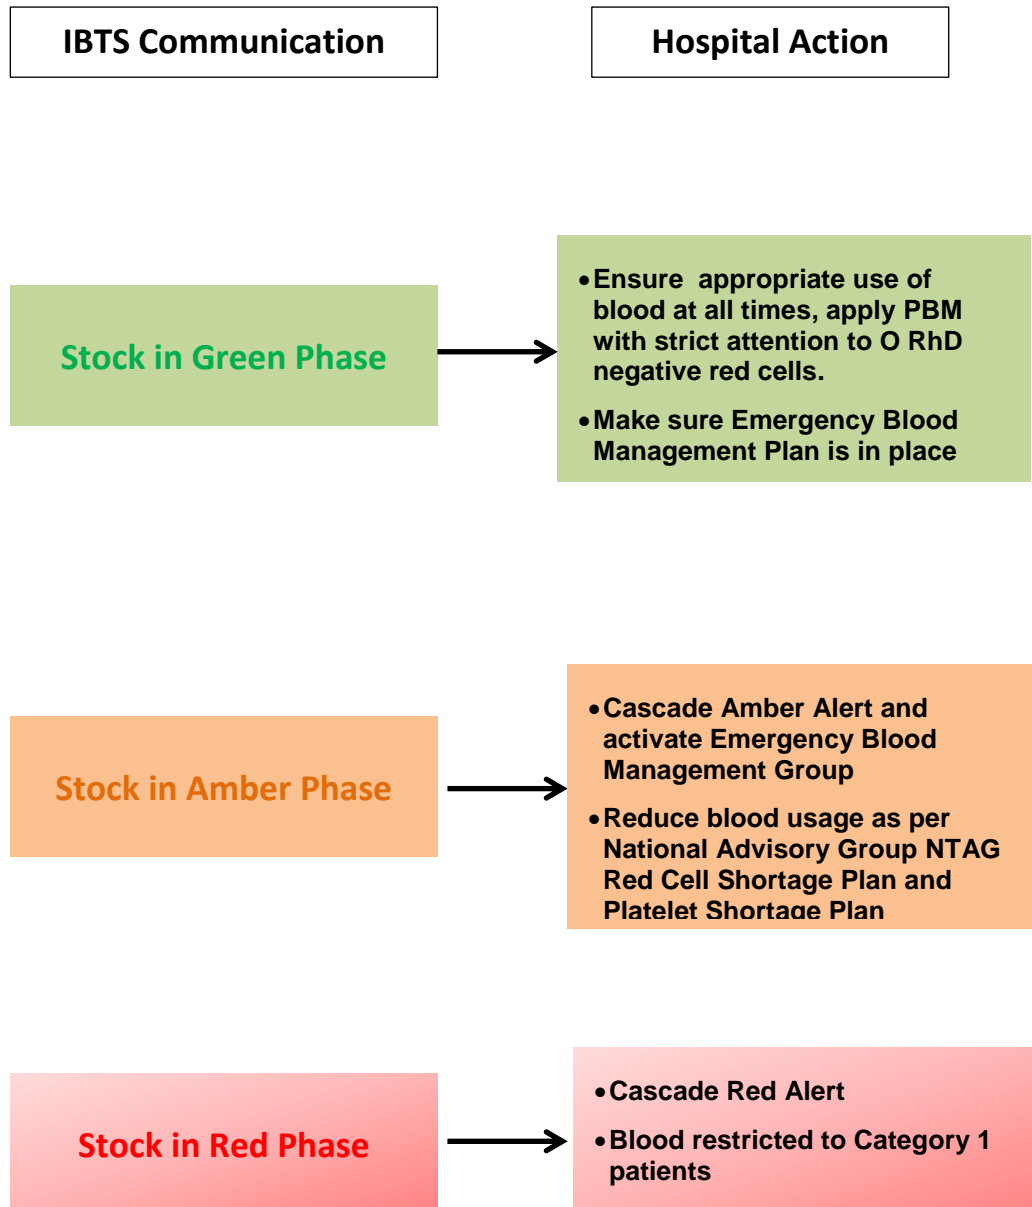 IBTS Communication
Hospital Action
Stock in Green Phase
•Ensure  appropriate use of
blood at all times, apply PBM
with strict attention to O RhD
negative red cells.
•Make sure Emergency Blood
Management Plan is in place
Stock in Amber Phase
•Cascade Amber Alert and
activate Emergency Blood
Management Group
•Reduce blood usage as per
National Advisory Group NTAG
Red Cell Shortage Plan and
Platelet Shortage Plan
Stock in Red Phase
•Cascade Red Alert
•Blood restricted to Category 1
patients